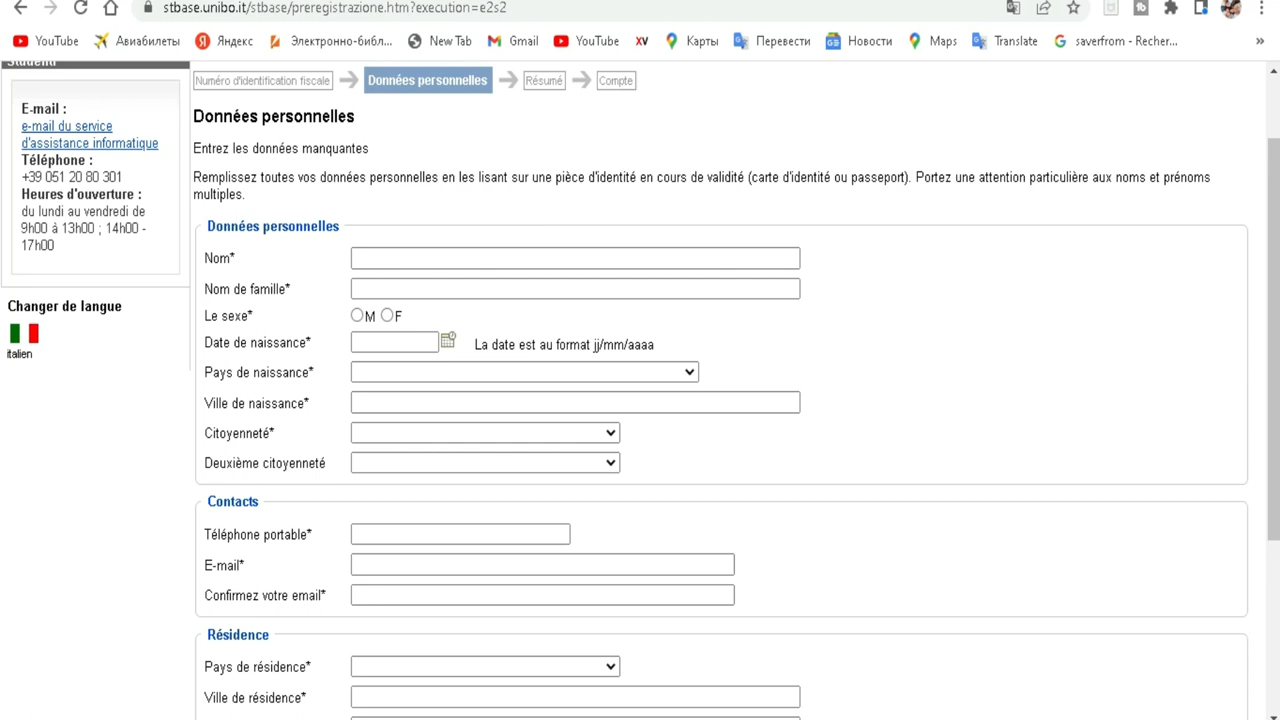 stbase.unibo.it/stbase/preregistrazione.htm?execution=e2s2
YouTube Авиабилеты Яндекс Электронно-библ... New Tab Gmail YouTube XV Карты Перевести Новости Maps Translate saverfrom - Recher... »
Studenti
E-mail :
e-mail du service
d'assistance informatique
Téléphone :
+39 051 20 80 301
Heures d'ouverture :
du lundi au vendredi de
9h00 à 13h00 ; 14h00 -
17h00
Changer de langue
italien
Numéro d'identification fiscale Données personnelles Résumé Compte
Données personnelles
Entrez les données manquantes
Remplissez toutes vos données personnelles en les lisant sur une pièce d'identité en cours de validité (carte d'identité ou passeport). Portez une attention particulière aux noms et prénoms
multiples.
Données personnelles
Nom*
Nom de famille*
Le sexe* M F
Date de naissance* La date est au format jj/mm/aaaa
Pays de naissance*
Ville de naissance*
Citoyenneté*
Deuxième citoyenneté
Contacts
Téléphone portable*
E-mail*
Confirmez votre email*
Résidence
Pays de résidence*
Ville de résidence*